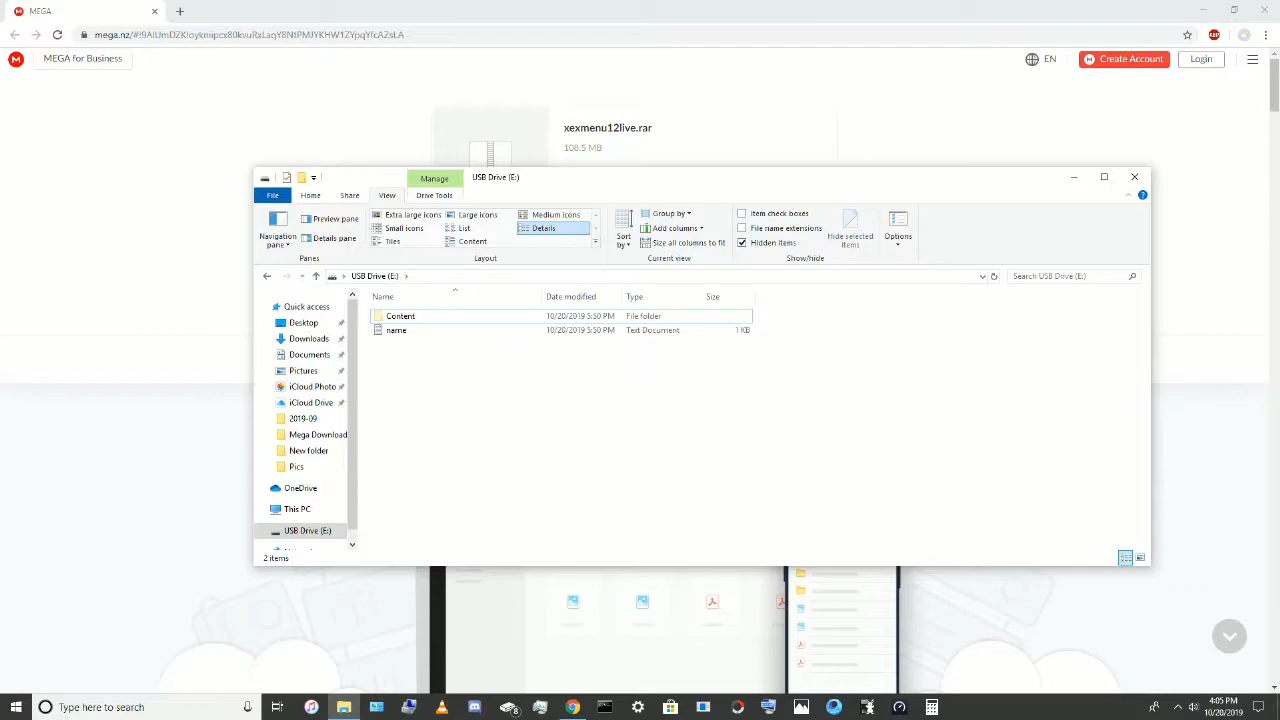 MEGA
mega.nz/#!9AlUmDZK!oykniipcx80kvuRxLaqY8NtPMJYKHW1ZYpqYfcAZsLA
ABP
MEGA for Business
EN
Create Account
Login
xexmenu12live.rar
108.5 MB
Manage
USB Drive (E:)
File
Home
Share
View
Drive Tools
Navigation pane
Preview pane
Details pane
Panes
Extra large icons
Large icons
Medium icons
Small icons
List
Details
Tiles
Content
Layout
Sort by
Group by
Add columns
Size all columns to fit
Current view
Item check boxes
File name extensions
Hidden items
Hide selected items
Show/hide
Options
USB Drive (E:)
Search USB Drive (E:)
Name
Date modified
Type
Size
Content
10/20/2019 5:50 PM
File folder
name
10/20/2019 5:50 PM
Text Document
1 KB
Quick access
Desktop
Downloads
Documents
Pictures
iCloud Photo
iCloud Drive
2019-09
Mega Download
New folder
Pics
OneDrive
This PC
USB Drive (E:)
2 items
Type here to search
4:05 PM
10/20/2019